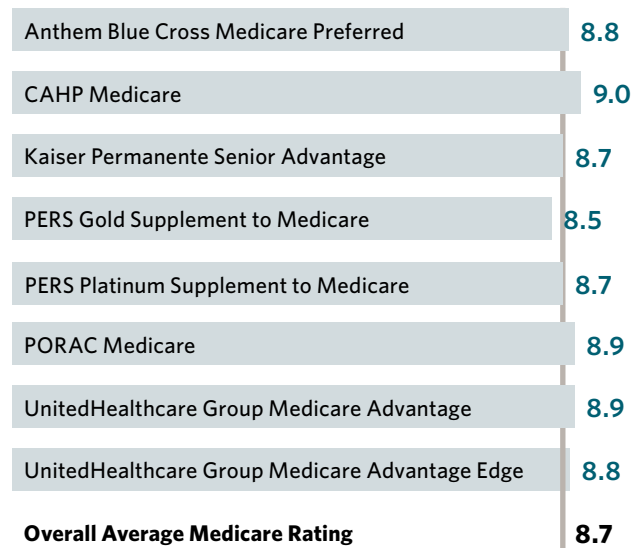 Anthem Blue Cross Medicare Preferred 8.8
CAHP Medicare 9.0
Kaiser Permanente Senior Advantage 8.7
PERS Gold Supplement to Medicare 8.5
PERS Platinum Supplement to Medicare 8.7
PORAC Medicare 8.9
UnitedHealthcare Group Medicare Advantage 8.9
UnitedHealthcare Group Medicare Advantage Edge 8.8
Overall Average Medicare Rating 8.7